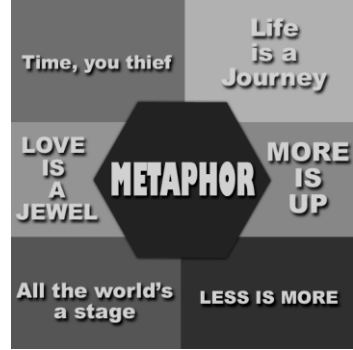 Time, you thief
Life
is a
Journey
LOVE
IS
A
JEWEL
METAPHOR
MORE
IS
UP
All the world's
a stage
LESS IS MORE